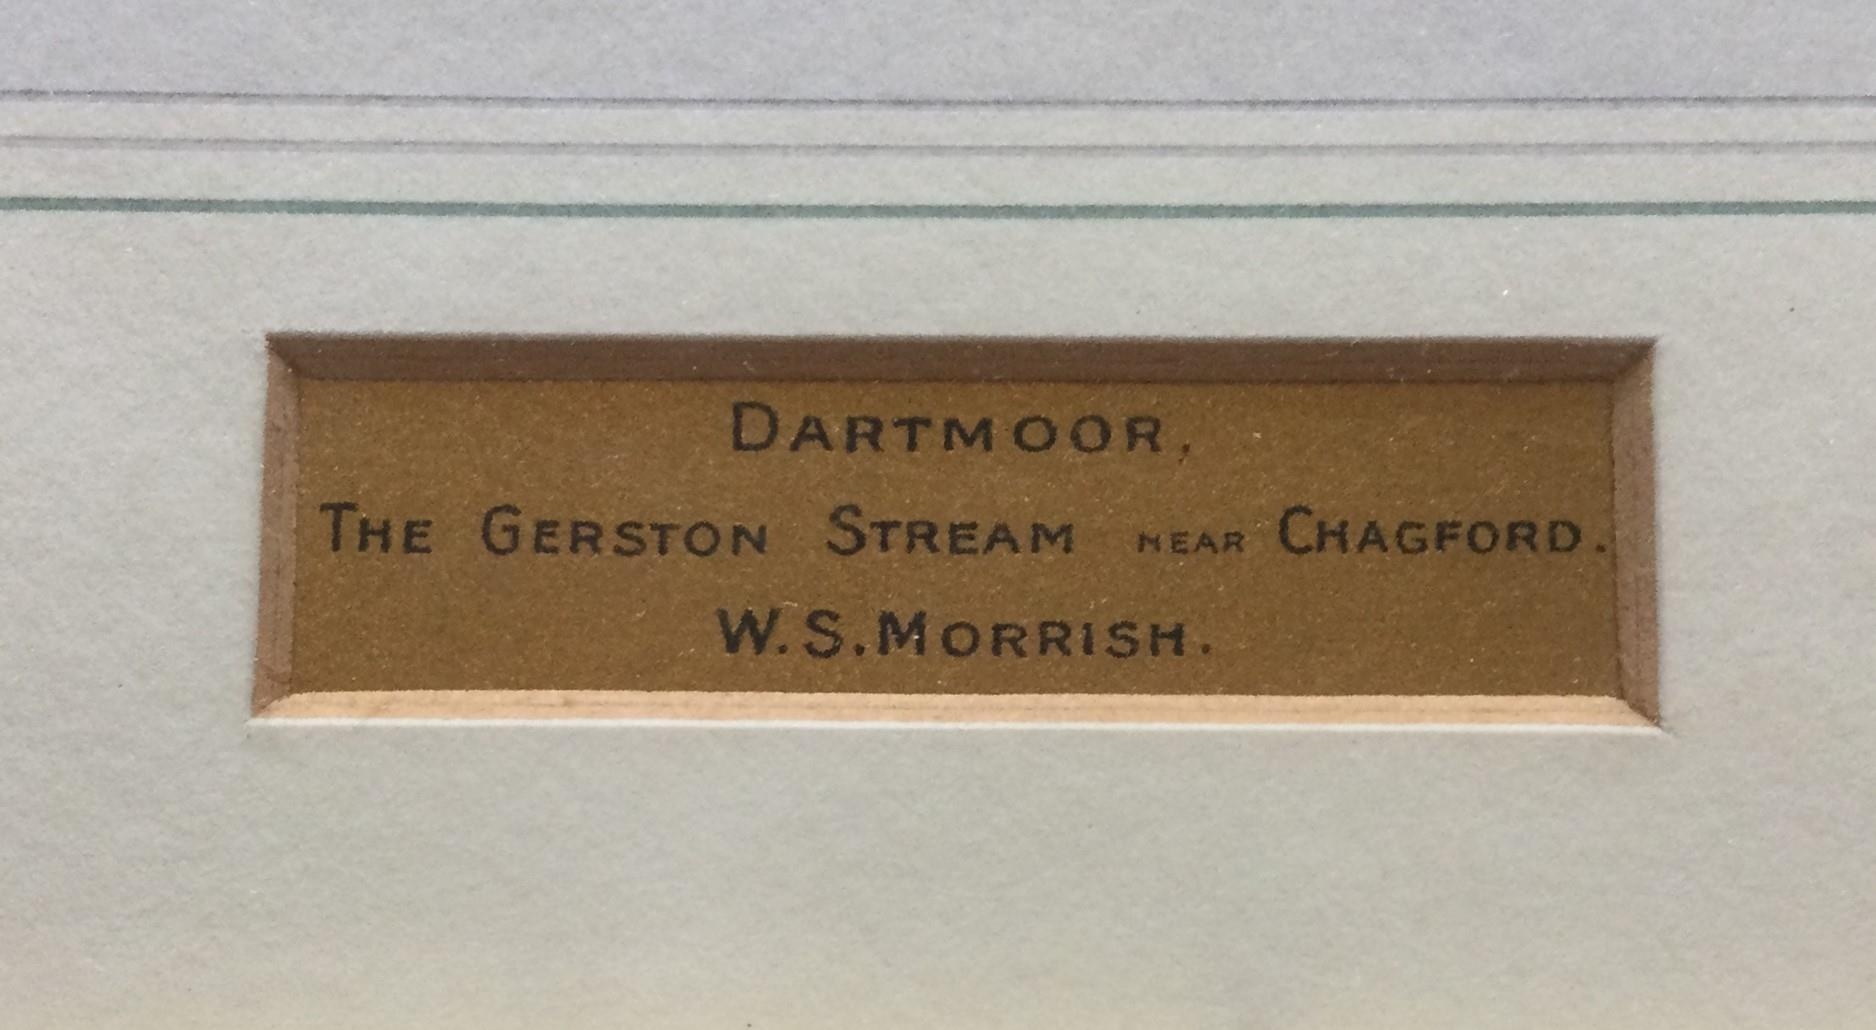 DARTMOOR,
THE GERSTON STREAM NEAR CHAGFORD.
W.S.MORRISH.